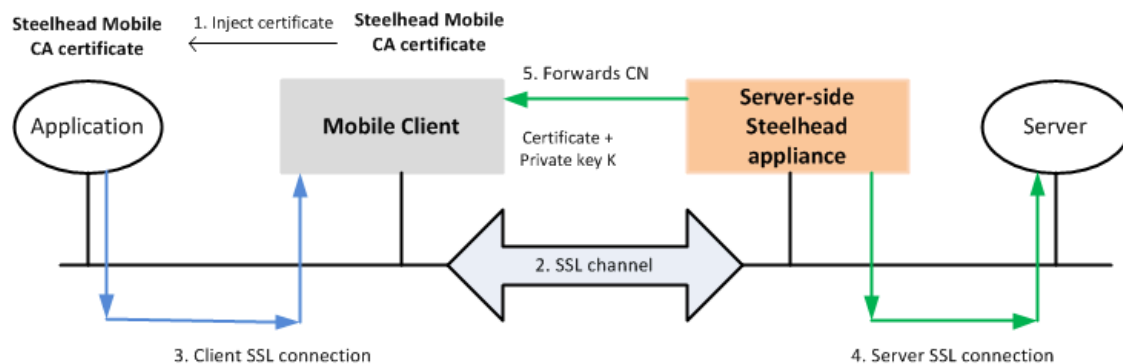 Steelhead Mobile
CA certificate
1. Inject certificate
Steelhead Mobile
CA certificate
Application
Mobile Client
5. Forwards CN
Certificate +
Private key K
Server-side
Steelhead
appliance
Server
2. SSL channel
3. Client SSL connection
4. Server SSL connection